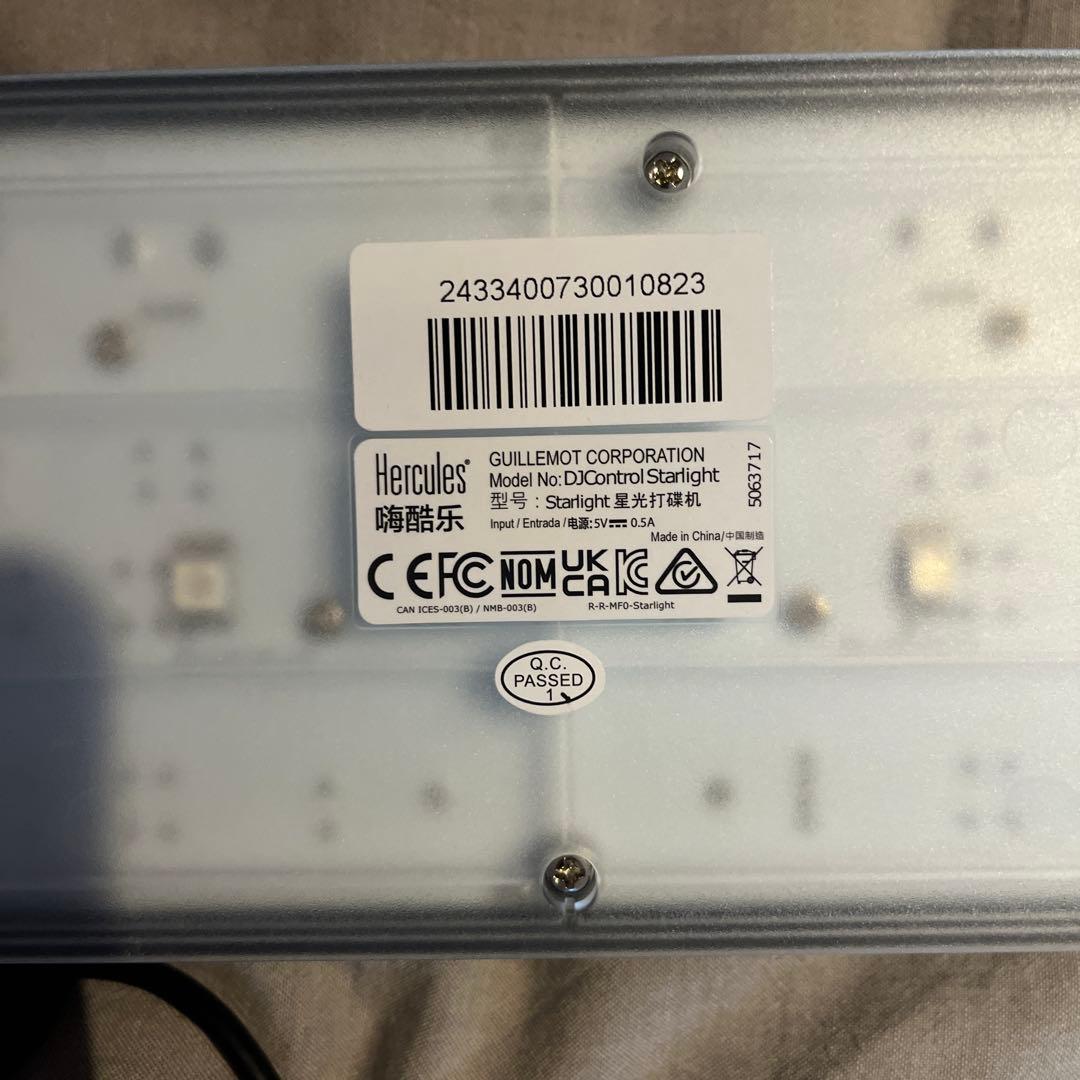 2433400730010823
Hercules®
嗨酷乐
GUILLEMOT CORPORATION
Model No: DJControl Starlight
型号：Starlight 星光打碟机
Input / Entrada / 电源: 5V⎓ 0.5A
Made in China/中国制造
5063717
CE FC NOM UK CA KC
CAN ICES-003(B) / NMB-003(B)
R-R-MF0-Starlight
Q.C.
PASSED
1